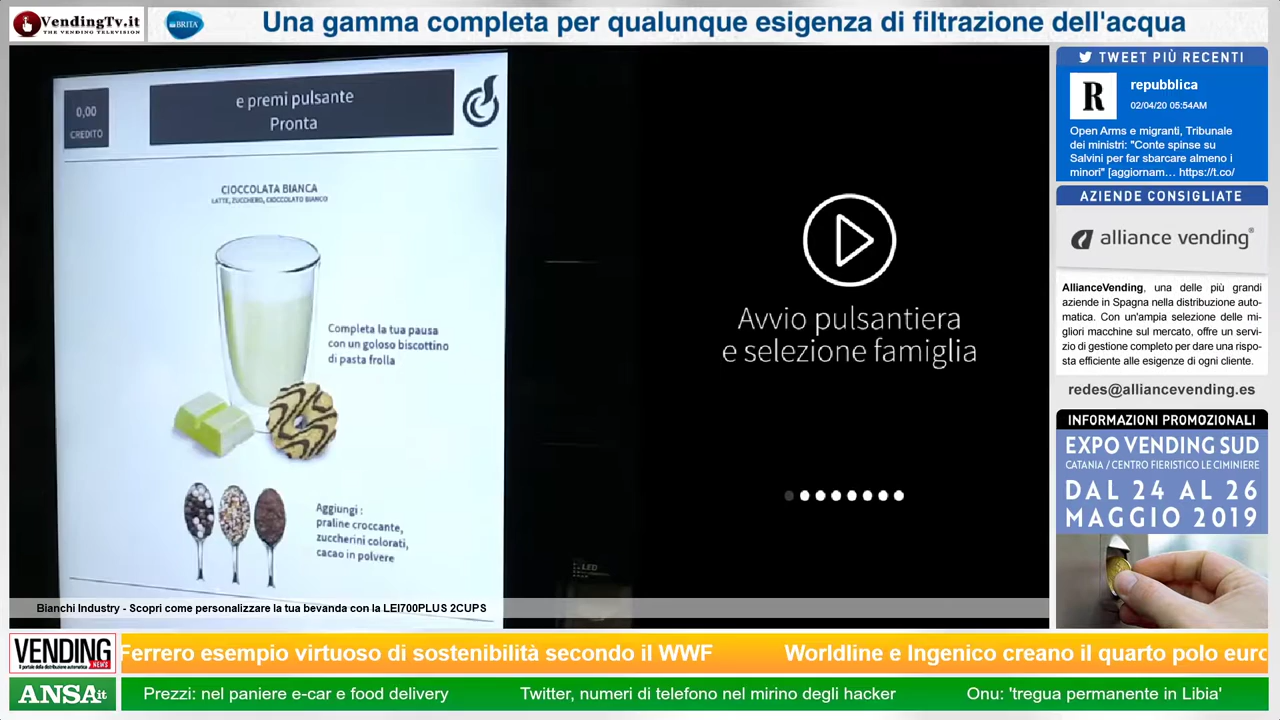 VendingTv.it
THE VENDING TELEVISION
BRITA
Una gamma completa per qualunque esigenza di filtrazione dell'acqua
0,00
CREDITO
e premi pulsante
Pronta
CIOCCOLATA BIANCA
LATTE, ZUCCHERO, CIOCCOLATO BIANCO
Completa la tua pausa
con un goloso biscottino
di pasta frolla
Aggiungi :
praline croccante,
zuccherini colorati,
cacao in polvere
Avvio pulsantiera
e selezione famiglia
LED
Bianchi Industry - Scopri come personalizzare la tua bevanda con la LEI700PLUS 2CUPS
TWEET PIÙ RECENTI
R
repubblica
02/04/20 05:54AM
Open Arms e migranti, Tribunale
dei ministri: "Conte spinse su
Salvini per far sbarcare almeno i
minori" [aggiornam… https://t.co/
AZIENDE CONSIGLIATE
alliance vending®
AllianceVending, una delle più grandi
aziende in Spagna nella distribuzione auto-
matica. Con un'ampia selezione delle mi-
gliori macchine sul mercato, offre un servi-
zio di gestione completo per dare una rispo-
sta efficiente alle esigenze di ogni cliente.
redes@alliancevending.es
INFORMAZIONI PROMOZIONALI
EXPO VENDING SUD
CATANIA / CENTRO FIERISTICO LE CIMINIERE
DAL 24 AL 26
MAGGIO 2019
VENDING
NEWS
Il portale della distribuzione automatica
Ferrero esempio virtuoso di sostenibilità secondo il WWF
Worldline e Ingenico creano il quarto polo euro
ANSA.it
Prezzi: nel paniere e-car e food delivery
Twitter, numeri di telefono nel mirino degli hacker
Onu: 'tregua permanente in Libia'